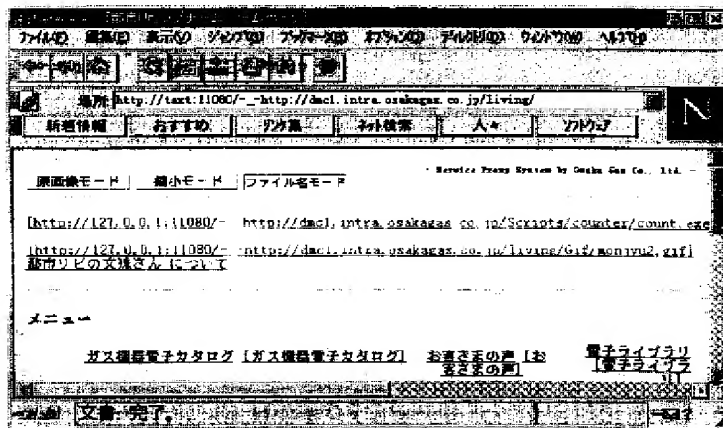 ファイル(F) 編集(E) 表示(V) ジャンプ(G) ブックマーク(B) オプション(O) ディレクトリ(D) ウィンドウ(W) ヘルプ(H)
場所: http://text:11080/-_-http://dmc1.intra.osakagas.co.jp/living/
新着情報 おすすめ リンク集 ネット検索 人々 ソフトウェア
N
- Service Proxy System by Osaka Gas Co., Ltd. -
原画像モード 縮小モード ファイル名モード
[http://127.0.0.1:11080/-_-http://dmc1.intra.osakagas.co.jp/Scripts/counter/count.exe
[http://127.0.0.1:11080/-_-http://dmc1.intra.osakagas.co.jp/living/Gif/monjyu2.gif]
都市リビの文殊さん について
メニュー
ガス機器電子カタログ [ガス機器電子カタログ] お客さまの声 [お 電子ライブラリ
客さまの声] [電子ライブラ
文書 完了。